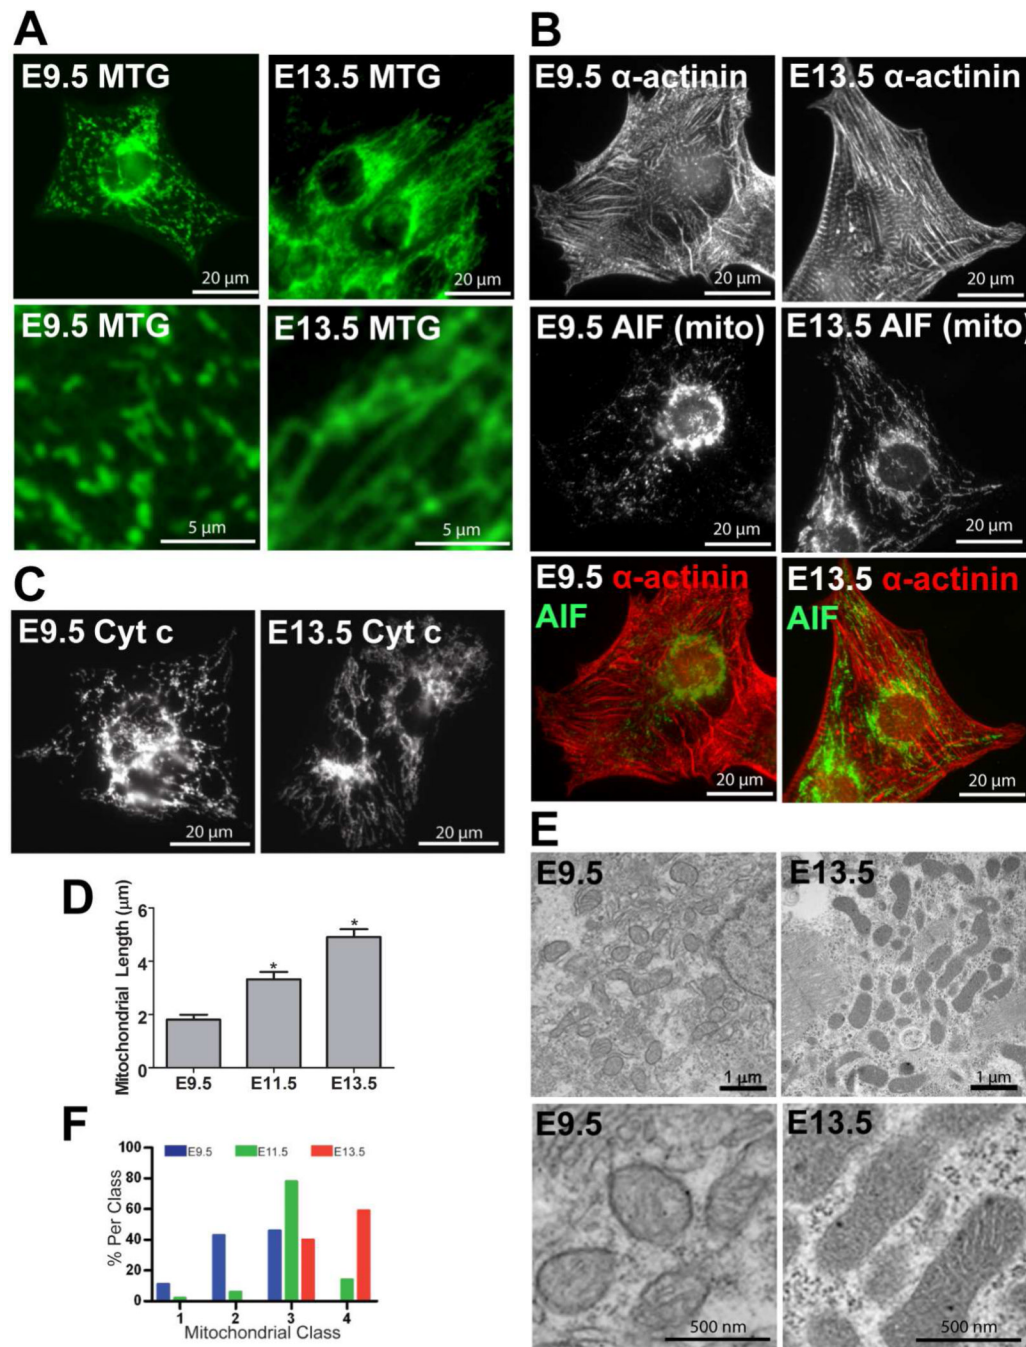 A
E9.5 MTG
E13.5 MTG
20 µm
20 µm
E9.5 MTG
E13.5 MTG
5 µm
5 µm
B
E9.5 α-actinin
E13.5 α-actinin
20 µm
20 µm
E9.5 AIF (mito)
E13.5 AIF (mito)
20 µm
20 µm
E9.5 α-actinin
AIF
E13.5 α-actinin
AIF
20 µm
20 µm
C
E9.5 Cyt c
E13.5 Cyt c
20 µm
20 µm
D
Mitochondrial Length (µm)
6
4
2
0
*
*
E9.5
E11.5
E13.5
E
E9.5
E13.5
1 µm
1 µm
E9.5
E13.5
500 nm
500 nm
F
E9.5
E11.5
E13.5
% Per Class
100
80
60
40
20
0
1
2
3
4
Mitochondrial Class